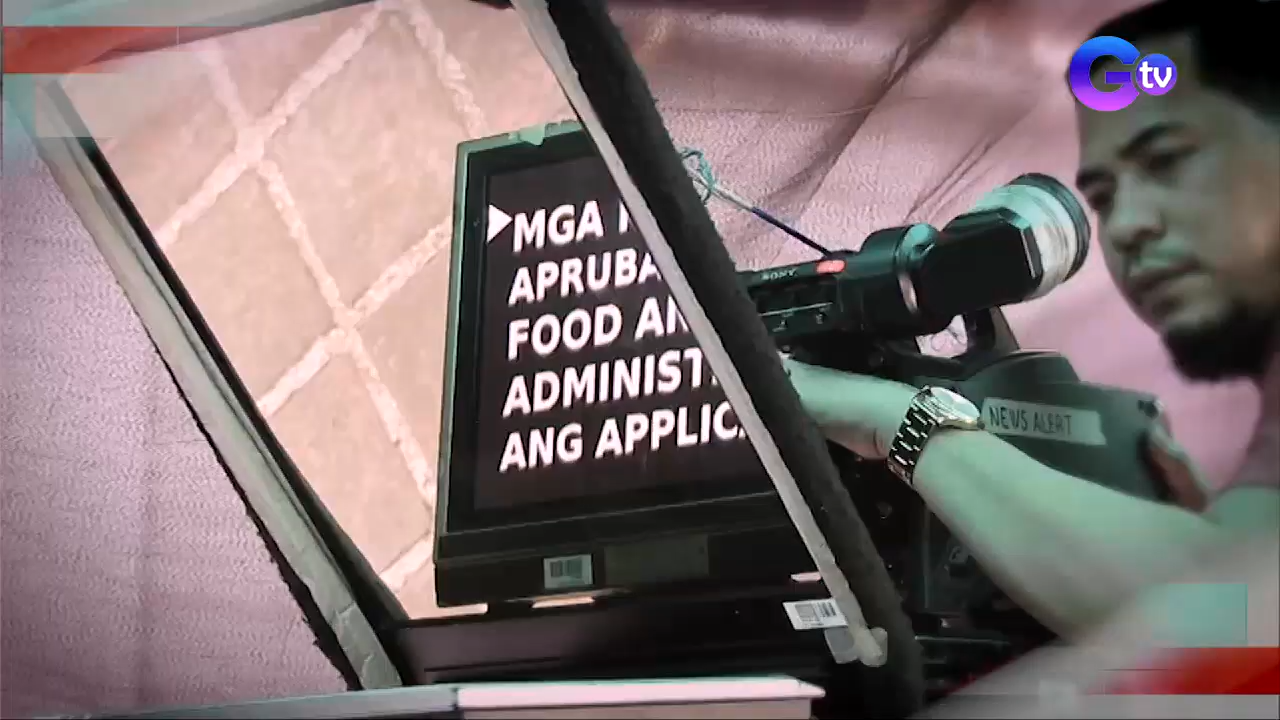 Gtv
MGA
APRUBA
FOOD AN
ADMINIST
ANG APPLIC
SONY
NEWS ALERT